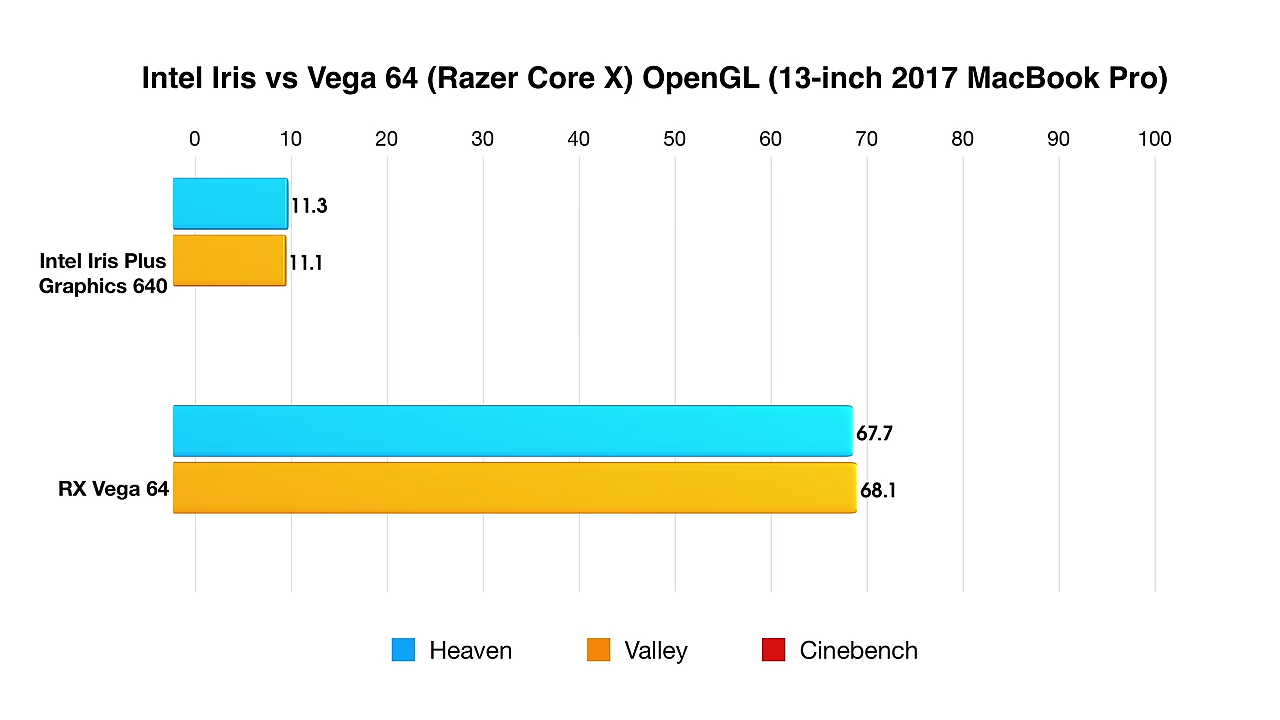 Intel Iris vs Vega 64 (Razer Core X) OpenGL (13-inch 2017 MacBook Pro)
0 10 20 30 40 50 60 70 80 90 100
11.3
Intel Iris Plus
Graphics 640
11.1
67.7
RX Vega 64
68.1
Heaven Valley Cinebench